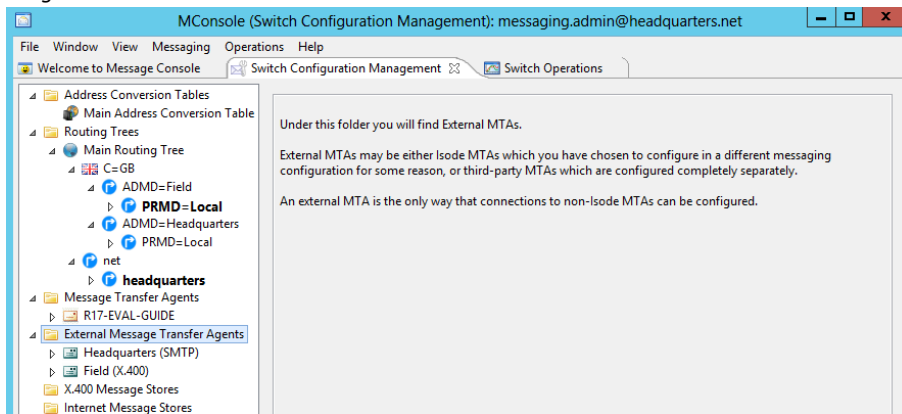 MConsole (Switch Configuration Management): messaging.admin@headquarters.net
File Window View Messaging Operations Help
Welcome to Message Console Switch Configuration Management Switch Operations
Address Conversion Tables
Main Address Conversion Table
Routing Trees
Main Routing Tree
C=GB
ADMD=Field
PRMD=Local
ADMD=Headquarters
PRMD=Local
net
headquarters
Message Transfer Agents
R17-EVAL-GUIDE
External Message Transfer Agents
Headquarters (SMTP)
Field (X.400)
X.400 Message Stores
Internet Message Stores
Under this folder you will find External MTAs.
External MTAs may be either Isode MTAs which you have chosen to configure in a different messaging
configuration for some reason, or third-party MTAs which are configured completely separately.
An external MTA is the only way that connections to non-Isode MTAs can be configured.